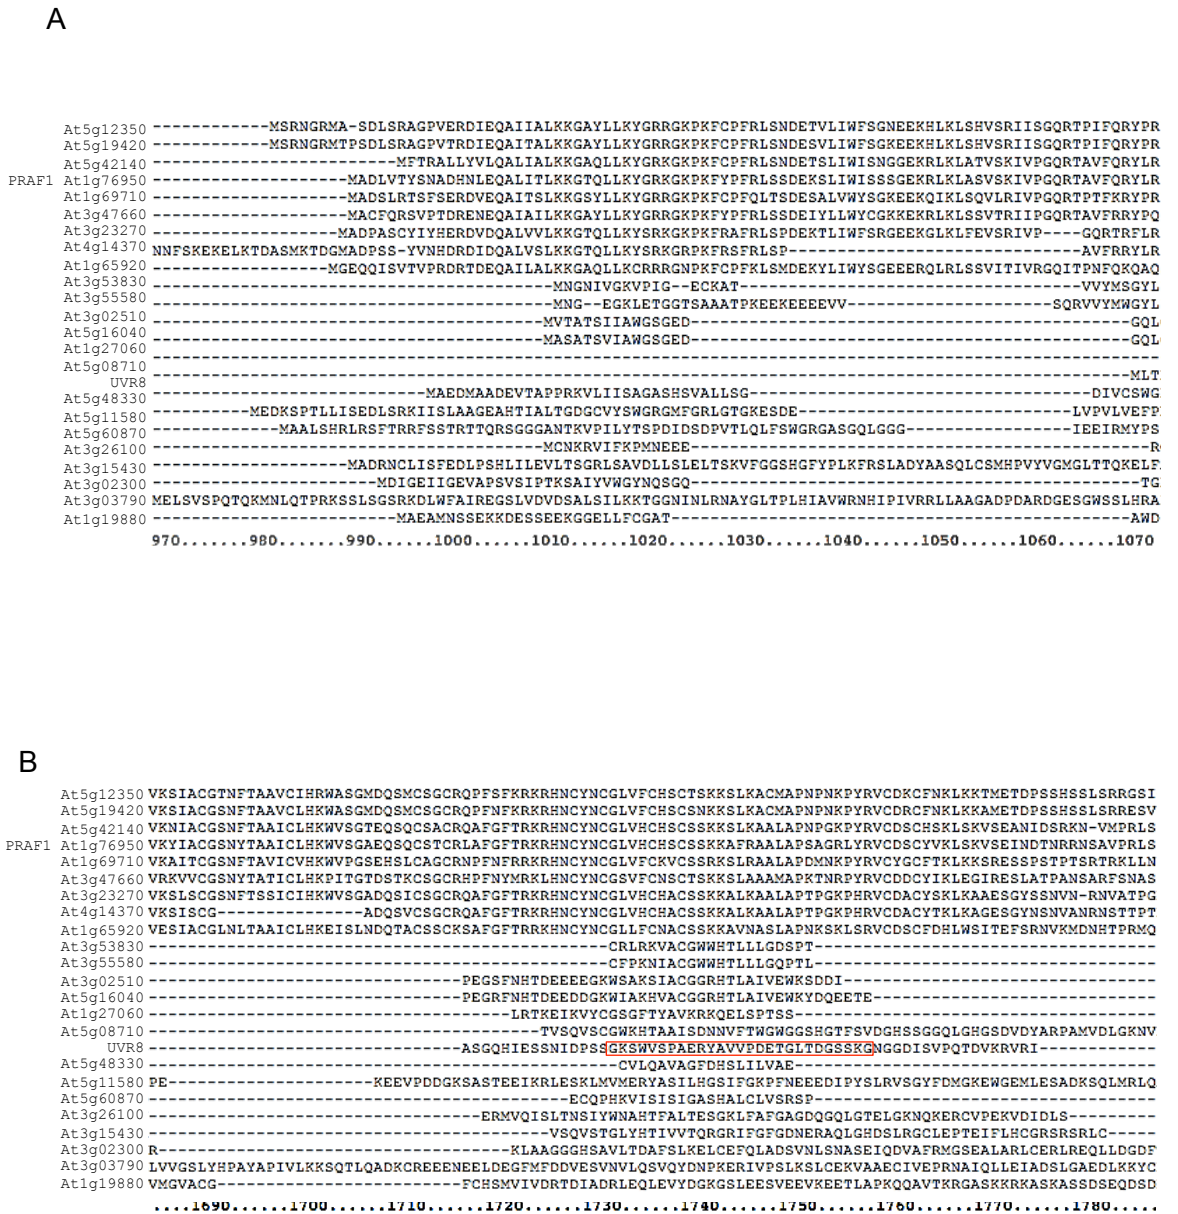 A
At5g12350 ------------MSRNGRMA-SDLSRAGPVERDIEQAIIALKKGAYLLKYGRRGKPKFCPFRLSNDETVLIWFSGNEEKHLKLSHVSRIISGQRTPIFQRYPR
At5g19420 ------------MSRNGRMTPSDLSRAGPVTRDIEQAITALKKGAYLLKYGRRGKPKFCPFRLSNDESVLIWFSGKEEKHLKLSHVSRIISGQRTPIFQRYPR
At5g42140 -------------------------MFTRALLYVLQALIALKKGAQLLKYGRKGKPKFCPFRLSNDETSLIWISNGGEKRLKLATVSKIVPGQRTAVFQRYLR
PRAF1 At1g76950 --------------------MADLVTYSNADHNLEQALITLKKGTQLLKYGRKGKPKFYPFRLSSDEKSLIWISSSGEKRLKLASVSKIVPGQRTAVFQRYLR
At1g69710 --------------------MADSLRTSFSERDVEQAITSLKKGSYLLKYGRRGKPKFCPFQLTSDESALVWYSGKEEKQIKLSQVLRIVPGQRTPTFKRYPR
At3g47660 --------------------MACFQRSVPTDRENEQAIAILKKGAYLLKYGRRGKPKFYPFRLSSDEIYLLWYCGKKEKRLKLSSVTRIIPGQRTAVFRRYPQ
At3g23270 -------------------MADPASCYIYHERDVDQALVVLKKGTQLLKYSRKGKPKFRAFRLSPDEKTLIWFSRGEEKGLKLFEVSRIVP----GQRTRFLR
At4g14370 NNFSKEKELKTDASMKTDGMADPSS-YVNHDRDIDQALVSLKKGTQLLKYSRKGRPKFRSFRLSP------------------------------AVFRRYLR
At1g65920 ------------------MGEQQISVTVPRDRTDEQAILALKKGAQLLKCRRRGNPKFCPFKLSMDEKYLIWYSGEEERQLRLSSVITIVRGQITPNFQKQAQ
At3g53830 -----------------------------------------MNGNIVGKVPIG--ECKAT-----------------------------------VVYMSGYL
At3g55580 -----------------------------------------MNG--EGKLETGGTSAAATPKEEKEEEEVV---------------------SQRVVYMWGYL
At3g02510 ----------------------------------------MVTATSIIAWGSGED---------------------------------------------GQL
At5g16040 ----------------------------------------MASATSVIAWGSGED---------------------------------------------GQL
At1g27060 -------------------------------------------------------------------------------------------------------
At5g08710 ----------------------------------------------------------------------------------------------------MLT
UVR8 ----------------------------MAEDMAADEVTAPPRKVLIISAGASHSVALLSG-----------------------------------DIVCSWG
At5g48330
At5g11580 ----------MEDKSPTLLISEDLSRKIISLAAGEAHTIALTGDGCVYSWGRGMFGRLGTGKESDE----------------------------LVPVLVEFP
At5g60870 -------------MAALSHRLRSFTRRFSSTRTTQRSGGGANTKVPILYTSPDIDSDPVTLQLFSWGRGASGQLGGG-----------------IEEIRMYPS
At3g26100 ----------------------------------------MCNKRVIFKPMNEEE-----------------------------------------------R
At3g15430 --------------------MADRNCLISFEDLPSHLILEVLTSGRLSAVDLLSLELTSKVFGGSHGFYPLKFRSLADYAASQLCSMHPVYVGMGLTTQKELF
At3g02300 -----------------------MDIGEIIGEVAPSVSIPTKSAIYVWGYNQSGQ----------------------------------------------TG
At3g03790 MELSVSPQTQKMNLQTPRKSSLSGSRKDLWFAIREGSLVDVDSALSILKKTGGNINLRNAYGLTPLHIAVWRNHIPIVRRLLAAGADPDARDGESGWSSLHRA
At1g19880 -------------------------MAEAMNSSEKKDESSEEKGGELLFCGAT-----------------------------------------------AWD
970.......980.......990.......1000......1010......1020......1030......1040......1050......1060......1070
B
At5g12350 VKSIACGTNFTAAVCIHRWASGMDQSMCSGCRQPFSFKRKRHNCYNCGLVFCHSCTSKKSLKACMAPNPNKPYRVCDKCFNKLKKTMETDPSSHSSLSRRGSI
At5g19420 VKSIACGTNFTAAVCLHRWASGMDQSMCSGCRQPFNFKRKRHNCYNCGLVFCHSCSNKKSLKACMAPNPNKPYRVCDRCFNKLKKAMETDPSSHSSLSRRESV
At5g42140 VKNIACGSNFTAAICLHKWVSGTEQSQCSACRQAFGFTRKRHNCYNCGLVHCHSCSSKKSLKAALAPNPGKPYRVCDSCHSKLSKVSEANIDSRKN-VMPRLS
PRAF1 At1g76950 VKYIACGSNYTAAICLHKWVSGAEQSQCSTCRLAFGFTRKRHNCYNCGLVHCHSCSSKKAFRAALAPSAGRLYRVCDSCYVKLSKVSEINDTNRRNSAVPRLS
At1g69710 VKAITCGSNFTAVICVHKWVPGSEHSLCAGCRNPFNFRRKRHNCYNCGLVFCKVCSSRKSLRAALAPDMNKPYRVCYGCFTKLKKSRESSPSTPTSRTRKLLN
At3g47660 VRKVVCGSNYTATICLHKPITGTDSTKCSGCRHPFNYMRKLHNCYNCGSVFCNSCTSKKSLAAAMAPKTNRPYRVCDDCYIKLEGIRESLATPANSARFSNAS
At3g23270 VKSLSCGSNFTSSICIHKWVSGADQSICSGCRQAFGFTRKRHNCYNCGLVHCHACSSKKALKAALAPTPGKPHRVCDACYSKLKAAESGYSSNVN-RNVATPG
At4g14370 VKSISCG---------------ADQSVCSGCRQAFGFTRKRHNCYNCGLVHCHACSSKKALKAALAPTPGKPHRVCDACYTKLKAGESGYNSNVANRNSTTPT
At1g65920 VESIACGLNLTAAICLHKEISLNDQTACSSCKSAFGFTRRKHNCYNCGLLFCNACSSKKAVNASLAPNKSKLSRVCDSCFDHLWSITEFSRNVKMDNHTPRMQ
At3g53830 -----------------------------------------------CRLRKVACGWWHTLLLGDSPT-----------------------------------
At3g55580 -----------------------------------------------CFPKNIACGWWHTLLLGQPTL-----------------------------------
At3g02510 --------------------------------PEGSFNHTDEEEEGKWSAKSIACGGRHTLAIVEWKSDDI--------------------------------
At5g16040 --------------------------------PEGRFNHTDEEDDGKWIAKHVACGGRHTLAIVEWKYDQEETE-----------------------------
At1g27060 -------------------------------------LRTKEIKVYCGSGFTYAVKRKQELSPTSS-------------------------------------
At5g08710 ----------------------------------------TVSQVSCGWKHTAAISDNNVFTWGWGGSHGTFSVDGHSSGGQLGHGSDVDYARPAMVDLGKNV
UVR8 --------------------------------ASGQHIESSNIDPSSGKSWVSPAERYAVVPDETGLTDGSSKGNGGDISVPQTDVKRVRI------------
At5g48330 ------------------------------------------------CVLQAVAGFDHSLILVAE-------------------------------------
At5g11580 PE---------------------KEEVPDDGKSASTEEIKRLESKLMVMERYASILHGSIFGKPFNEEEDIPYSLRVSGYFDMGKEWGEMLESADKSQLMRLQ
At5g60870 -------------------------------------------ECQPHKVISISIGASHALCLVSRSP-----------------------------------
At3g26100 ----------------------------------ERMVQISLTNSIYWNAHTFALTESGKLFAFGAGDQGQLGTELGKNQKERCVPEKVDIDLS---------
At3g15430 -----------------------------------------VSQVSTGLYHTIVVTQRGRIFGFGDNERAQLGHDSLRGCLEPTEIFLHCGRSRSRLC-----
At3g02300 R------------------------------------KLAAGGGHSAVLTDAFSLKELCEFQLADSVNLSNASEIQDVAFRMGSEALARLCERLREQLLDGDF
At3g03790 LVVGSLYHPAYAPIVLKKSQTLQADKCREEENEELDEGFMFDDVESVNVLQSVQYDNPKERIVPSLKSLCEKVAAECIVEPRNAIQLLEIADSLGAEDLKKYC
At1g19880 VMGVACG-------------------------FCHSMVIVDRTDIADRLEQLEVYDGKGSLEESVEEVKEETLAPKQQAVTKRGASKKRKASKASSDSEQDSD
....1690......1700......1710......1720......1730......1740......1750......1760......1770......1780.....